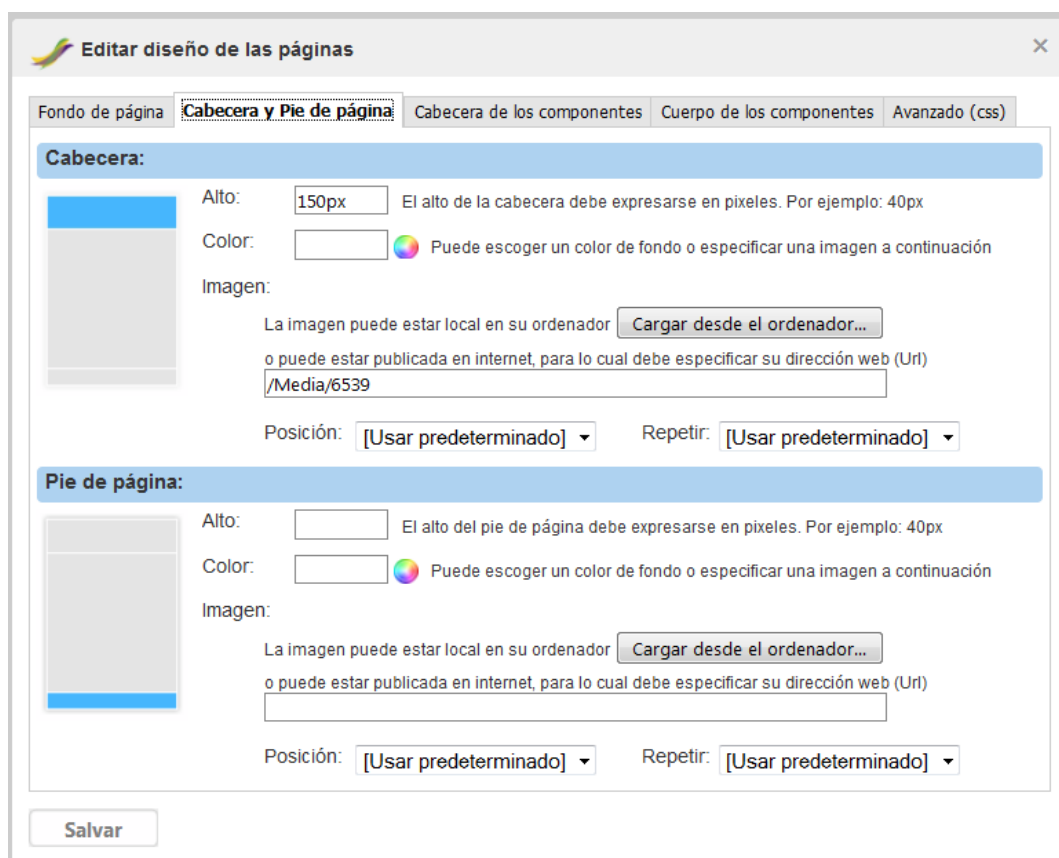 Editar diseño de las páginas
Fondo de página Cabecera y Pie de página Cabecera de los componentes Cuerpo de los componentes Avanzado (css)
Cabecera:
Alto: 150px El alto de la cabecera debe expresarse en pixeles. Por ejemplo: 40px
Color: Puede escoger un color de fondo o especificar una imagen a continuación
Imagen:
La imagen puede estar local en su ordenador Cargar desde el ordenador...
o puede estar publicada en internet, para lo cual debe especificar su dirección web (Url)
/Media/6539
Posición: [Usar predeterminado] Repetir: [Usar predeterminado]
Pie de página:
Alto: El alto del pie de página debe expresarse en pixeles. Por ejemplo: 40px
Color: Puede escoger un color de fondo o especificar una imagen a continuación
Imagen:
La imagen puede estar local en su ordenador Cargar desde el ordenador...
o puede estar publicada en internet, para lo cual debe especificar su dirección web (Url)
Posición: [Usar predeterminado] Repetir: [Usar predeterminado]
Salvar